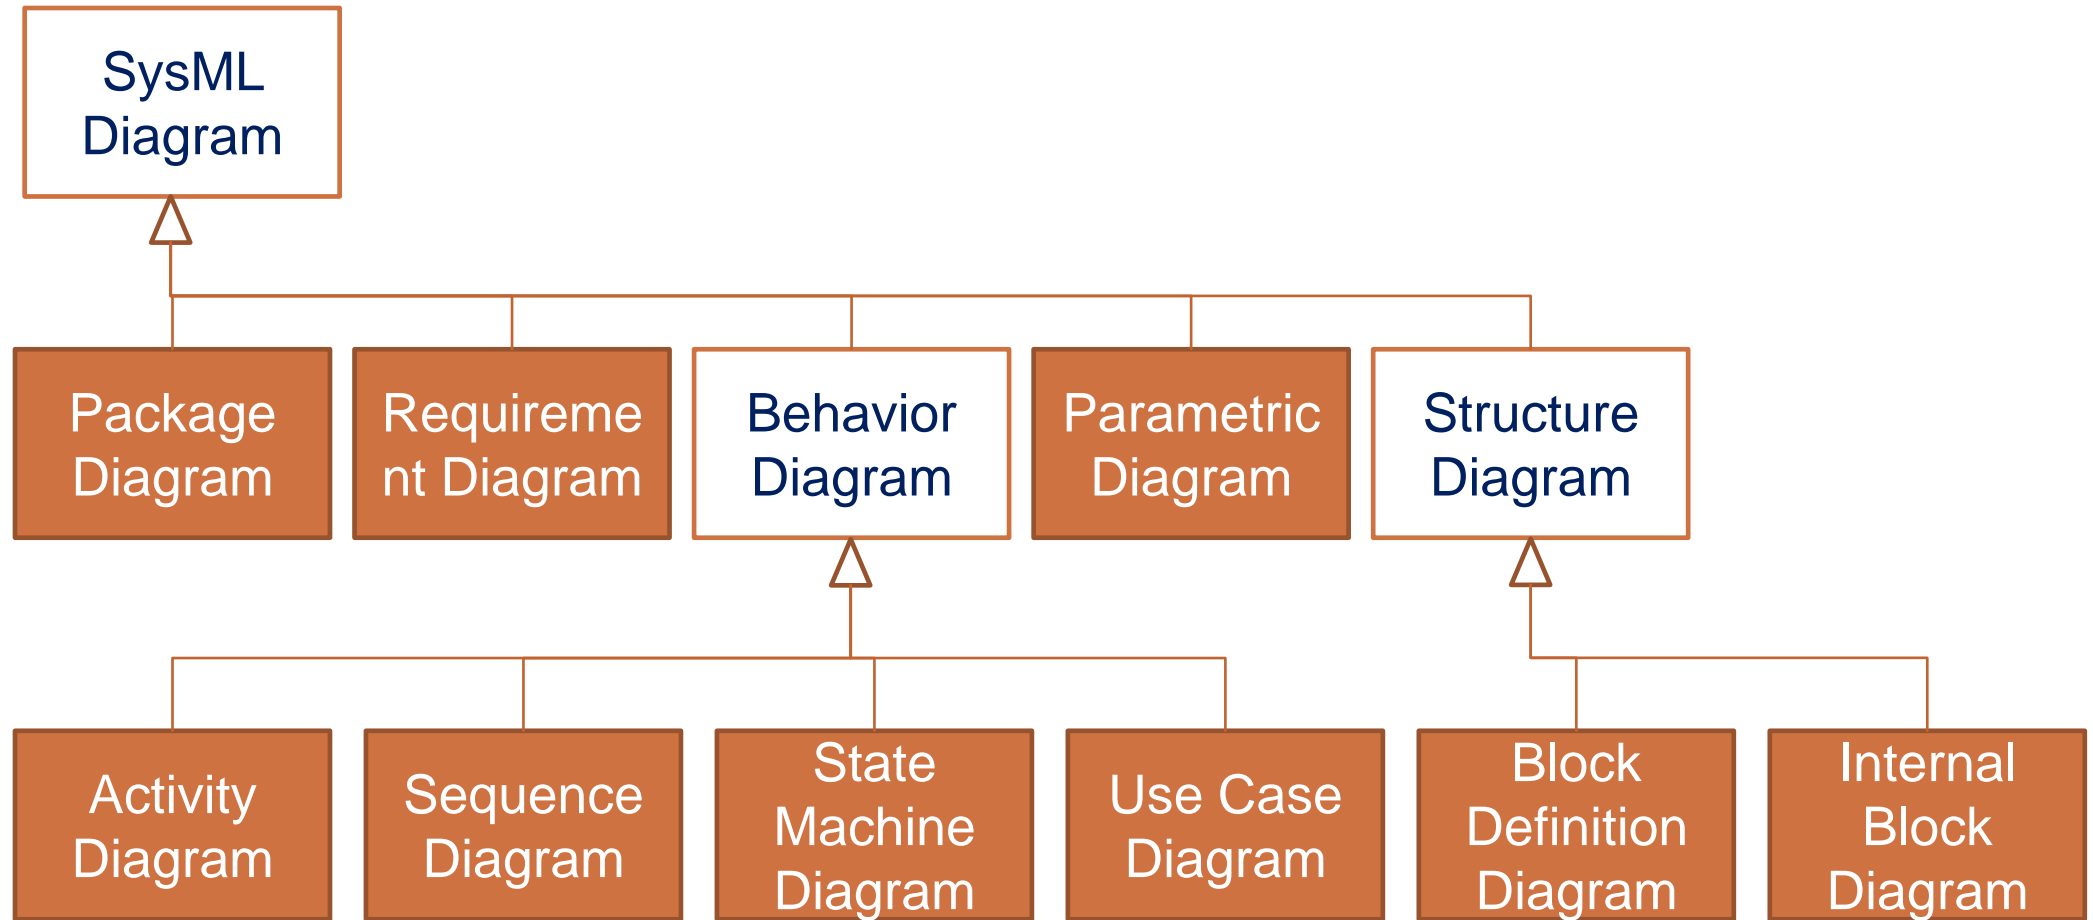 SysML
Diagram
Package
Diagram
Requireme
nt Diagram
Behavior
Diagram
Parametric
Diagram
Structure
Diagram
Activity
Diagram
Sequence
Diagram
State
Machine
Diagram
Use Case
Diagram
Block
Definition
Diagram
Internal
Block
Diagram